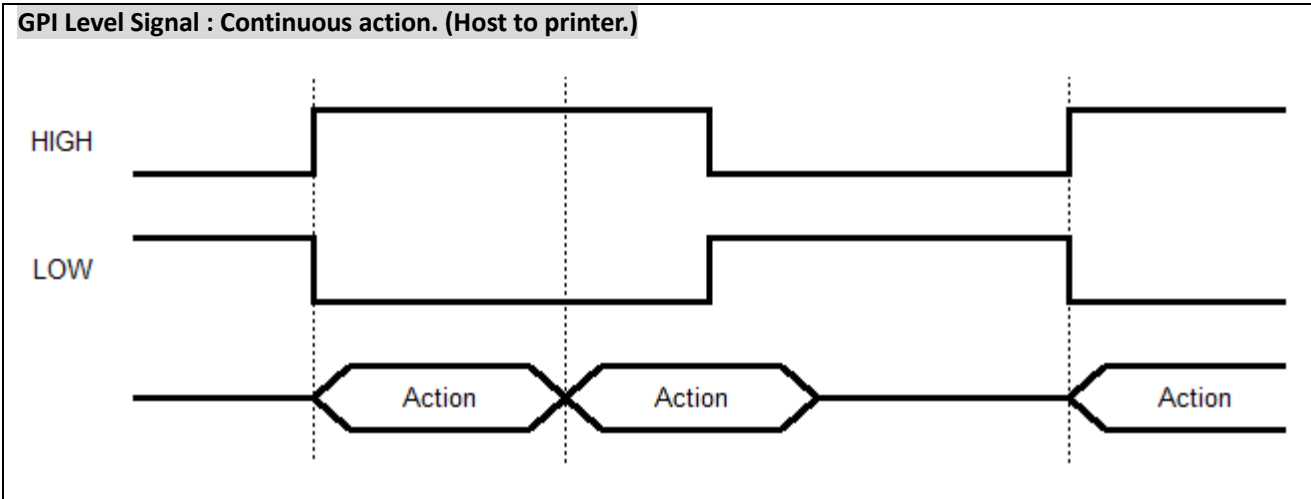 GPI Level Signal : Continuous action. (Host to printer.)
HIGH
LOW
Action Action Action